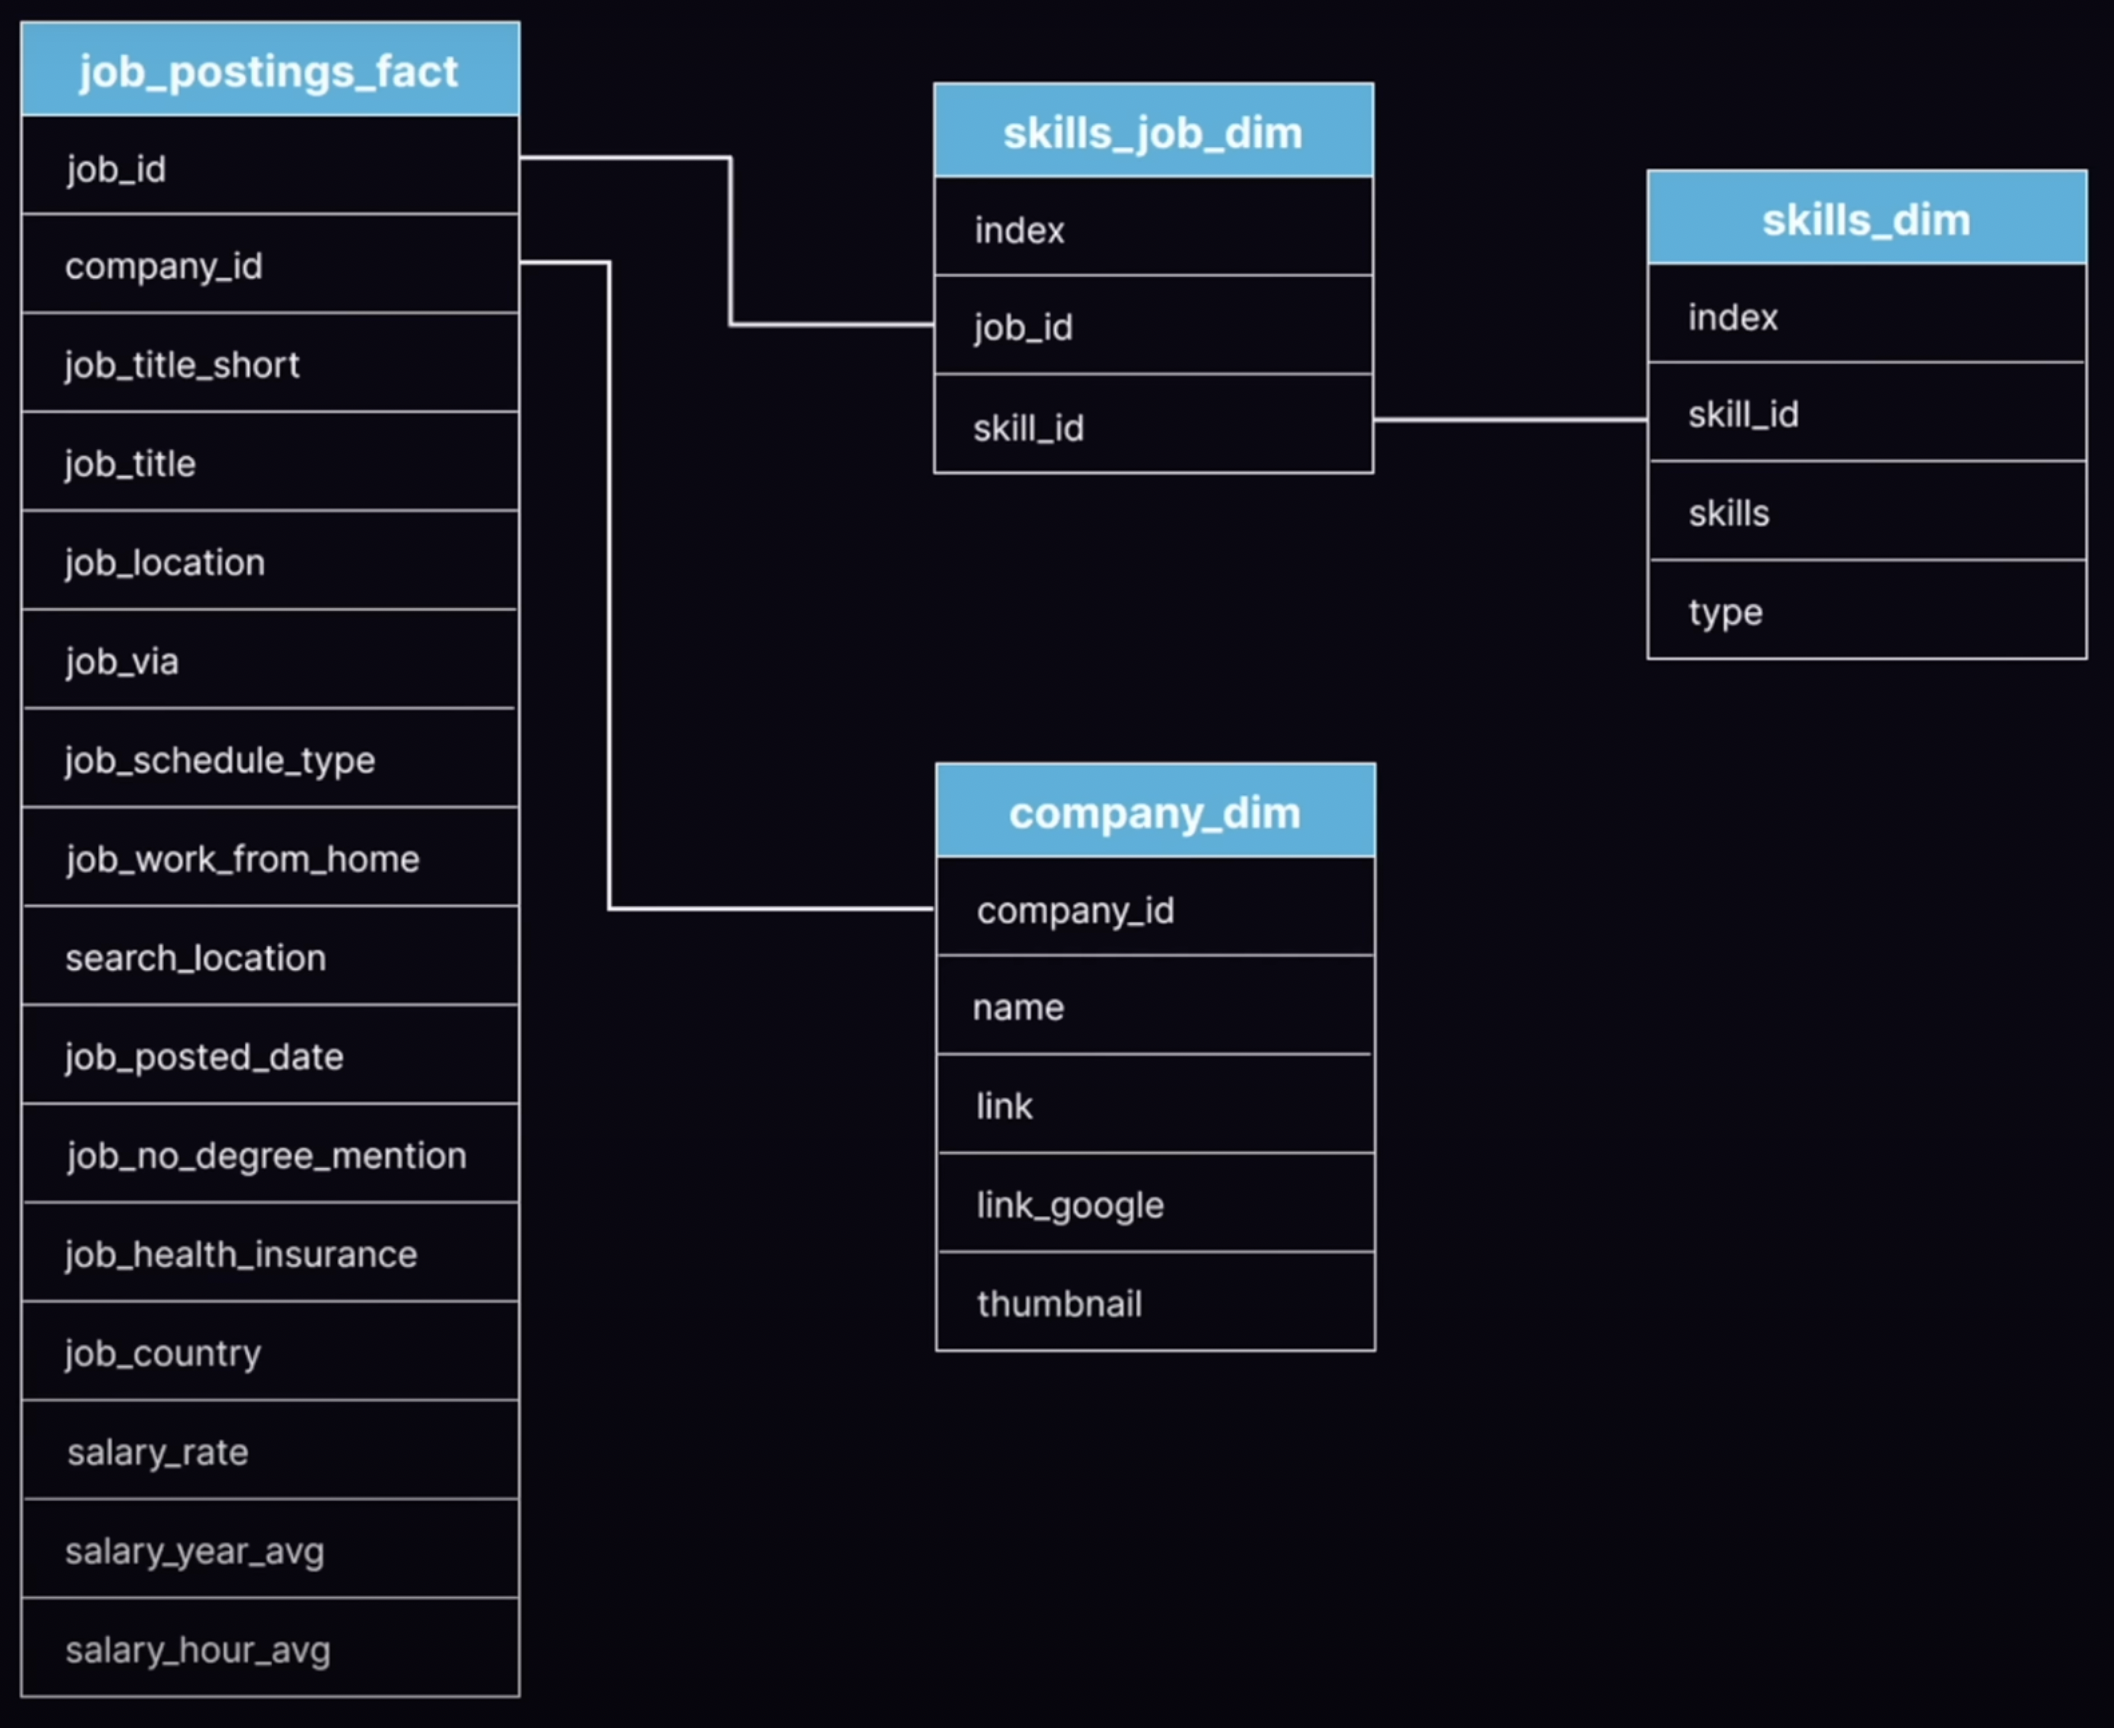 job_postings_fact
job_id
company_id
job_title_short
job_title
job_location
job_via
job_schedule_type
job_work_from_home
search_location
job_posted_date
job_no_degree_mention
job_health_insurance
job_country
salary_rate
salary_year_avg
salary_hour_avg
skills_job_dim
index
job_id
skill_id
skills_dim
index
skill_id
skills
type
company_dim
company_id
name
link
link_google
thumbnail